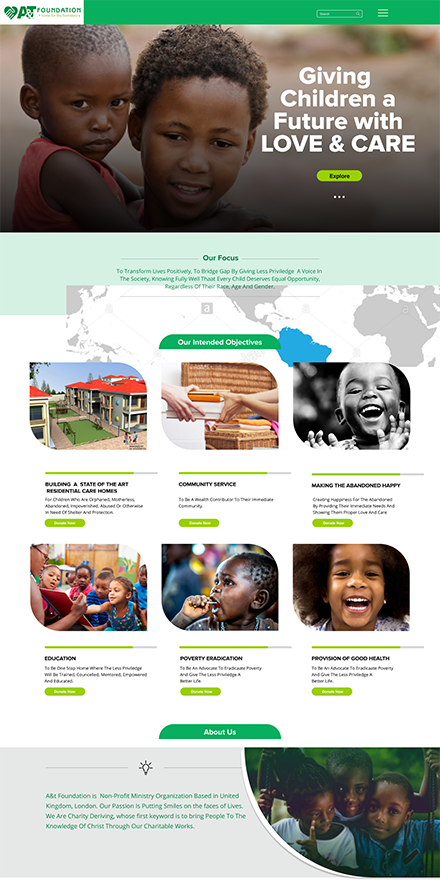 A&t FOUNDATION
Search
Giving
Children a
Future with
LOVE & CARE
Explore
Our Focus
To Transform Lives Positively, To Bridge Gap By Giving Less Priviledge A Voice In
The Society, Knowing Fully Well Thaat Every Child Deserves Equal Opportunity,
Regardless Of Their Race, Age And Gender.
a
Our Intended Objectives
BUILDING A STATE OF THE ART
RESIDENTIAL CARE HOMES
For Children Who Are Orphaned, Motherless,
Abandoned, Impoverished, Abused Or Otherwise
In Need Of Shelter And Protection.
Donate Now
COMMUNITY SERVICE
To Be A Wealth Contributor To Their Immediate
Community.
Donate Now
MAKING THE ABANDONED HAPPY
Creating Happiness For The Abandoned
By Providing Their Immediate Needs And
Showing Them Proper Love And Care
Donate Now
EDUCATION
To Be One Stop Home Where The Less Priviledge
Will Be Trained, Councelled, Mentored, Empowered
And Educated.
Donate Now
POVERTY ERADICATION
To Be An Advocate To Eradicaate Poverty
And Give The Less Priviledge A
Better Life.
Donate Now
PROVISION OF GOOD HEALTH
To Be An Advocate To Eradicaate Poverty
And Give The Less Priviledge A
Better Life.
Donate Now
About Us
A&t Foundation is Non-Profit Ministry Organization Based in United
Kingdom, London. Our Passion Is Putting Smiles on the faces of Lives.
We Are Charity Deriving, whose first keyword is to bring People To The
Knowledge Of Christ Through Our Charitable Works.